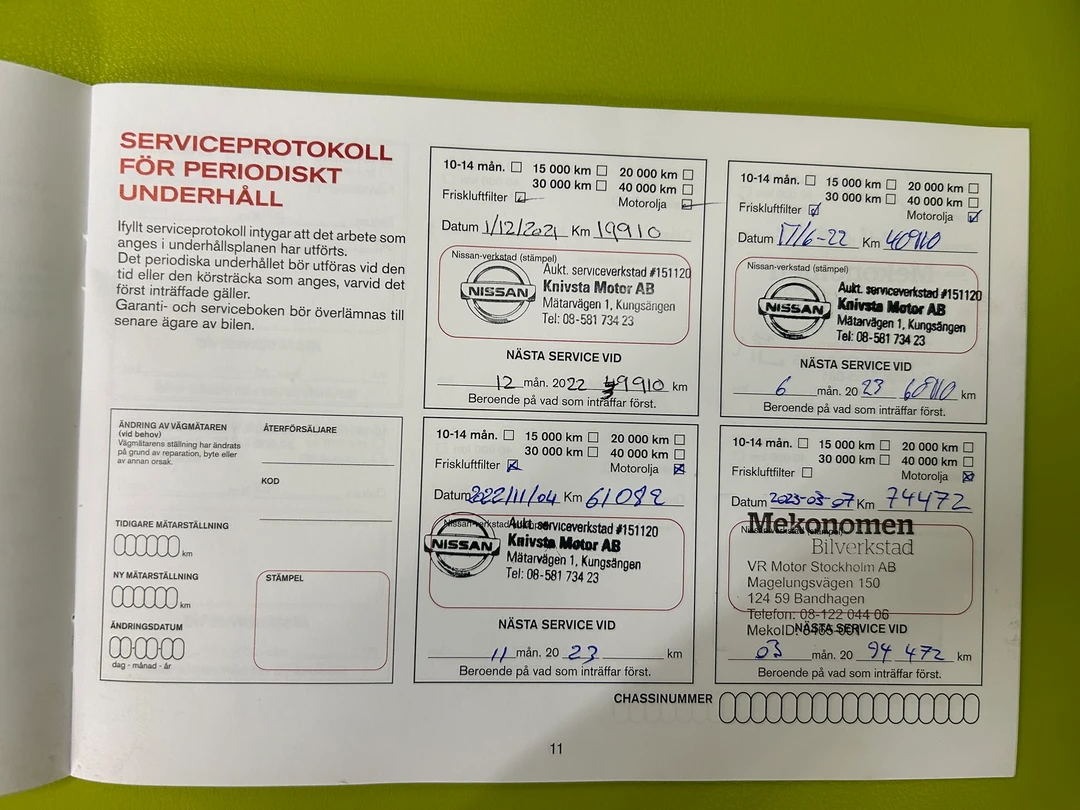 SERVICEPROTOKOLL
FÖR PERIODISKT
UNDERHÅLL
Ifyllt serviceprotokoll intygar att det arbete som
anges i underhållsplanen har utförts.
Det periodiska underhållet bör utföras vid den
tid eller den körsträcka som anges, varvid det
först inträffade gäller.
Garanti- och serviceboken bör överlämnas till
senare ägare av bilen.
10-14 mån. 15 000 km 20 000 km
30 000 km 40 000 km
Friskluftfilter Motorolja
Datum 1/12/2021 Km 19910
Nissan-verkstad (stämpel)
NISSAN
Aukt. serviceverkstad #151120
Knivsta Motor AB
Mätarvägen 1, Kungsängen
Tel: 08-581 734 23
NÄSTA SERVICE VID
12 mån. 2022 39910 km
Beroende på vad som inträffar först.
10-14 mån. 15 000 km 20 000 km
30 000 km 40 000 km
Friskluftfilter Motorolja
Datum 17/6-22 Km 40910
Nissan-verkstad (stämpel)
NISSAN
Aukt. serviceverkstad #151120
Knivsta Motor AB
Mätarvägen 1, Kungsängen
Tel: 08-581 734 23
NÄSTA SERVICE VID
6 mån. 2023 60910 km
Beroende på vad som inträffar först.
ÄNDRING AV VÄGMÄTAREN
(vid behov)
Vägmätarens ställning har ändrats
på grund av reparation, byte eller
av annan orsak.
TIDIGARE MÄTARSTÄLLNING
km
NY MÄTARSTÄLLNING
km
ÄNDRINGSDATUM
dag - månad - år
ÅTERFÖRSÄLJARE
KOD
STÄMPEL
10-14 mån. 15 000 km 20 000 km
30 000 km 40 000 km
Friskluftfilter Motorolja
Datum 2022/11/04 Km 61082
Nissan-verkstad
NISSAN
Aukt. serviceverkstad #151120
Knivsta Motor AB
Mätarvägen 1, Kungsängen
Tel: 08-581 734 23
NÄSTA SERVICE VID
11 mån. 20 23 km
Beroende på vad som inträffar först.
10-14 mån. 15 000 km 20 000 km
30 000 km 40 000 km
Friskluftfilter Motorolja
Datum 2023-03-07 Km 74472
Nissan-verkstad (stämpel)
Mekonomen
Bilverkstad
VR Motor Stockholm AB
Magelungsvägen 150
124 59 Bandhagen
Telefon: 08-122 044 06
MekoID: 8465-001
NÄSTA SERVICE VID
03 mån. 20 94 472 km
Beroende på vad som inträffar först.
CHASSINUMMER
11